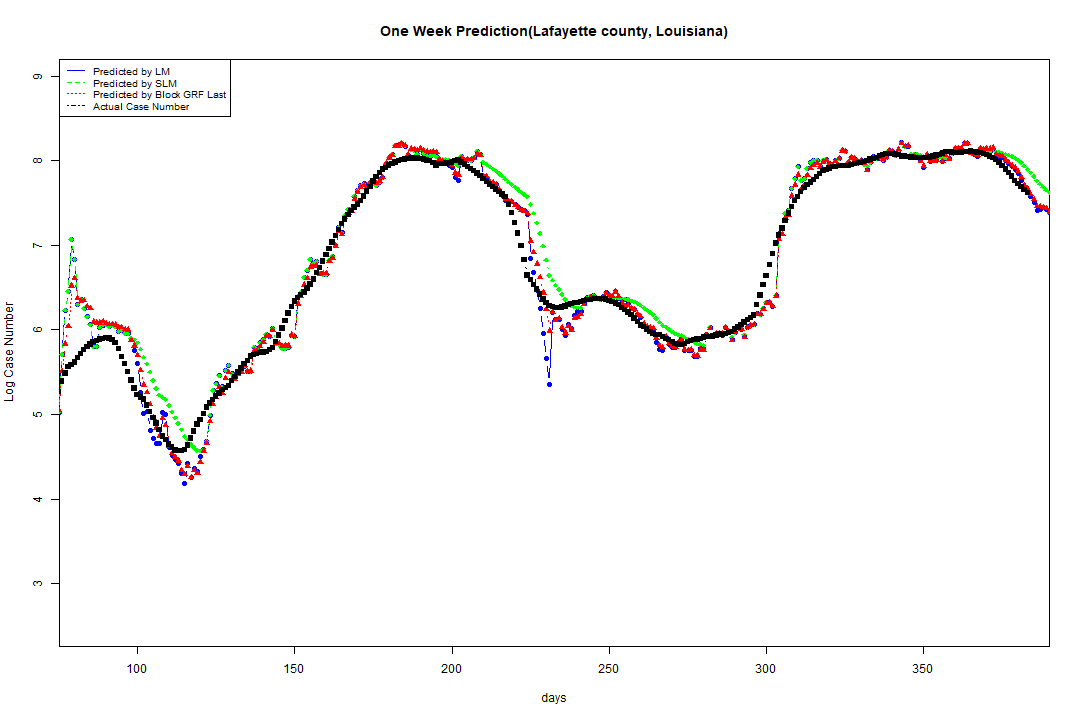 One Week Prediction(Lafayette county, Louisiana)
Predicted by LM
Predicted by SLM
Predicted by Block GRF Last
Actual Case Number
Log Case Number
9
8
7
6
5
4
3
100 150 200 250 300 350
days